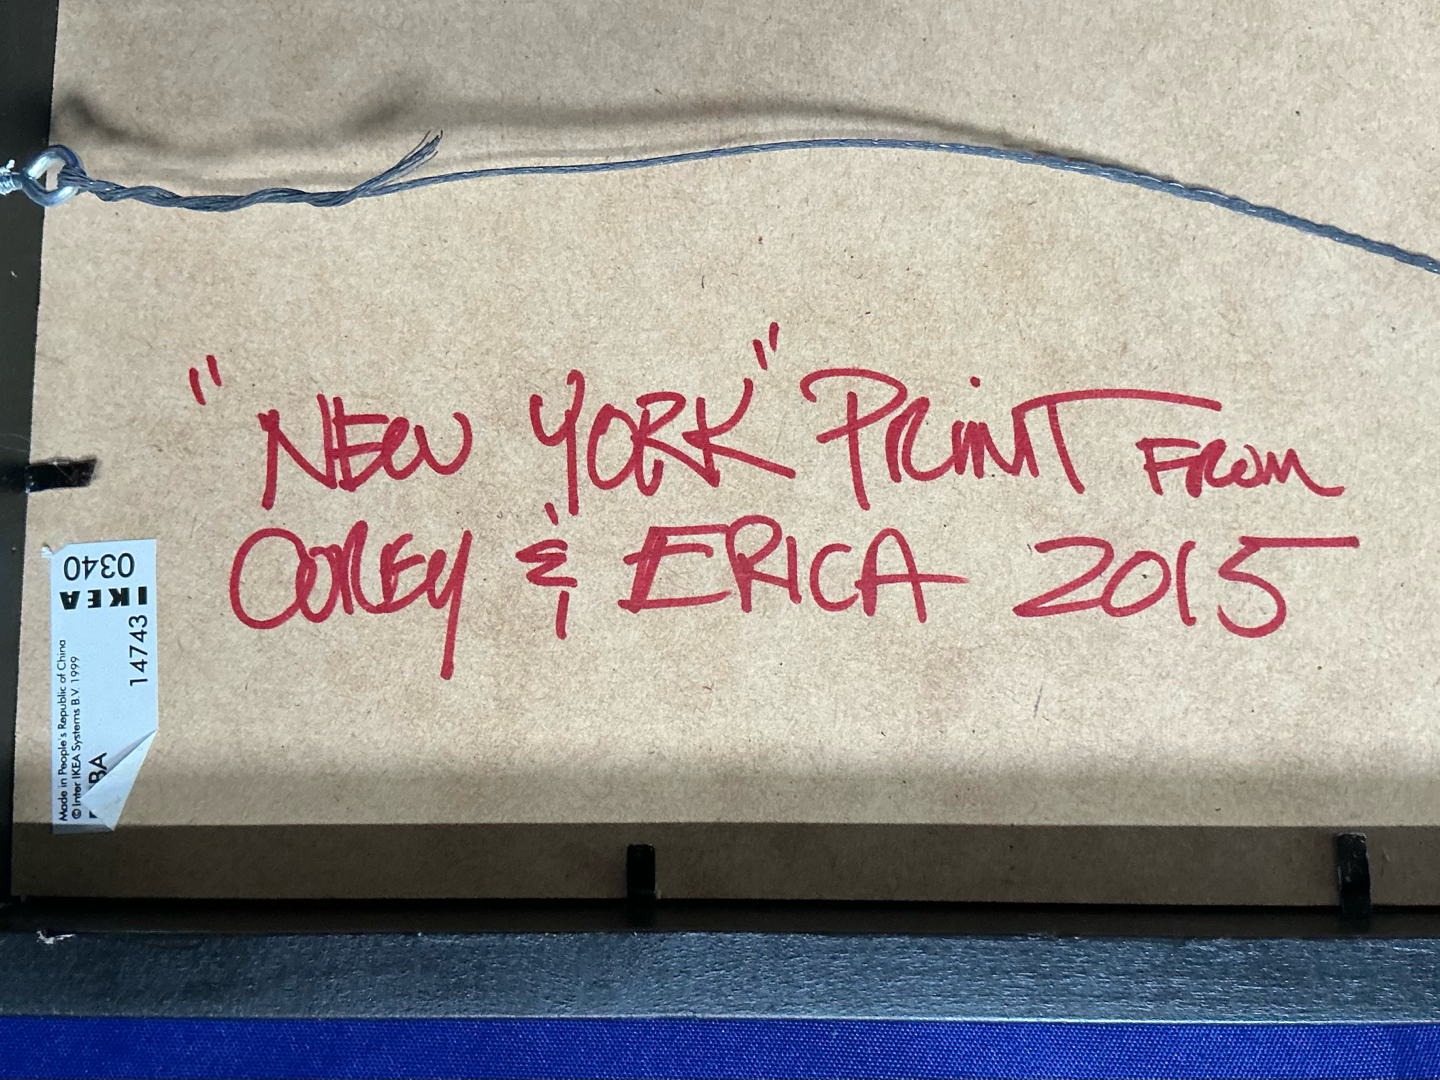 "NEW YORK" PRINT FROM
COREY & ERICA 2015
0340
IKEA
14743
Made in People's Republic of China
© Inter IKEA Systems B.V. 1999